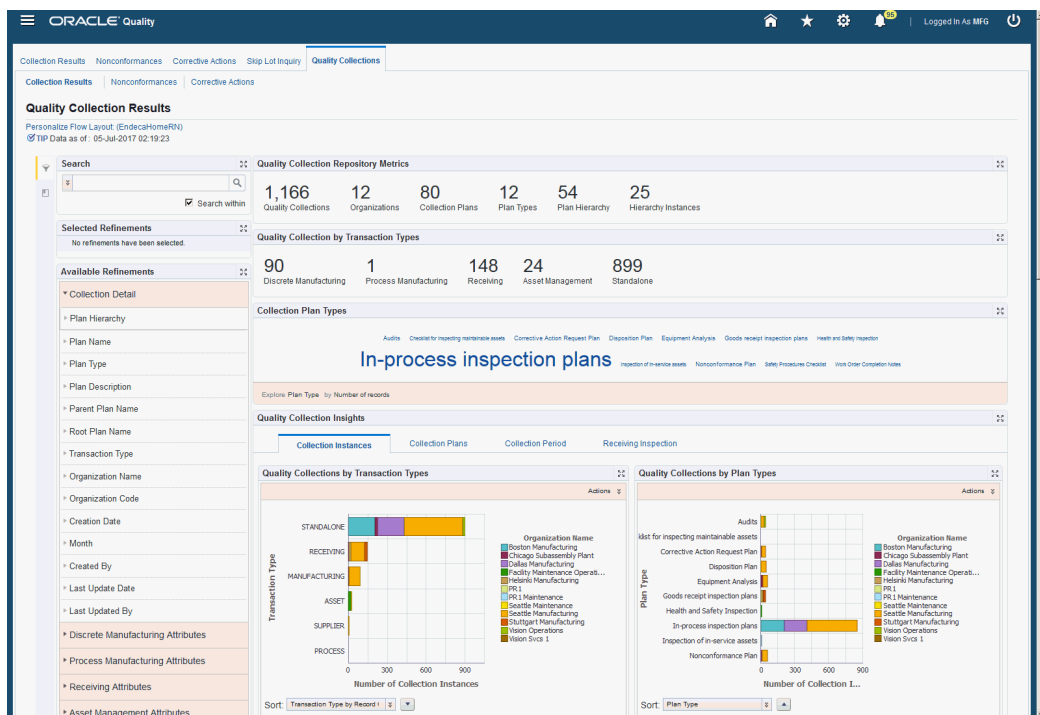 ORACLE Quality
95
Logged In As MFG
Collection Results Nonconformances Corrective Actions Skip Lot Inquiry Quality Collections
Collection Results Nonconformances Corrective Actions
Quality Collection Results
Personalize Flow Layout: (EndecaHomeRN)
TIP Data as of : 05-Jul-2017 02:19:23
Search
Search within
Selected Refinements
No refinements have been selected.
Available Refinements
Collection Detail
Plan Hierarchy
Plan Name
Plan Type
Plan Description
Parent Plan Name
Root Plan Name
Transaction Type
Organization Name
Organization Code
Creation Date
Month
Created By
Last Update Date
Last Updated By
Discrete Manufacturing Attributes
Process Manufacturing Attributes
Receiving Attributes
Asset Management Attributes
Quality Collection Repository Metrics
1,166 12 80 12 54 25
Quality Collections Organizations Collection Plans Plan Types Plan Hierarchy Hierarchy Instances
Quality Collection by Transaction Types
90 1 148 24 899
Discrete Manufacturing Process Manufacturing Receiving Asset Management Standalone
Collection Plan Types
Audits Checklist for inspecting maintainable assets Corrective Action Request Plan Disposition Plan Equipment Analysis Goods receipt inspection plans Health and Safety Inspection
In-process inspection plans Inspection of in-service assets Nonconformance Plan Safety Procedures Checklist Work Order Completion Notes
Explore Plan Type by Number of records
Quality Collection Insights
Collection Instances Collection Plans Collection Period Receiving Inspection
Quality Collections by Transaction Types
Actions
STANDALONE
RECEIVING
MANUFACTURING
ASSET
SUPPLIER
PROCESS
Transaction Type
0 300 600 900
Number of Collection Instances
Organization Name
Boston Manufacturing
Chicago Subassembly Plant
Dallas Manufacturing
Facility Maintenance Operati...
Helsinki Manufacturing
PR1
PR1 Maintenance
Seattle Maintenance
Seattle Manufacturing
Stuttgart Manufacturing
Vision Operations
Vision Svcs 1
Sort: Transaction Type by Record
Quality Collections by Plan Types
Actions
Audits
klist for inspecting maintainable assets
Corrective Action Request Plan
Disposition Plan
Equipment Analysis
Goods receipt inspection plans
Health and Safety Inspection
In-process inspection plans
Inspection of in-service assets
Nonconformance Plan
Plan Type
0 300 600 900
Number of Collection I...
Organization Name
Boston Manufacturing
Chicago Subassembly Plant
Dallas Manufacturing
Facility Maintenance Operati...
Helsinki Manufacturing
PR1
PR1 Maintenance
Seattle Maintenance
Seattle Manufacturing
Stuttgart Manufacturing
Vision Operations
Vision Svcs 1
Sort: Plan Type